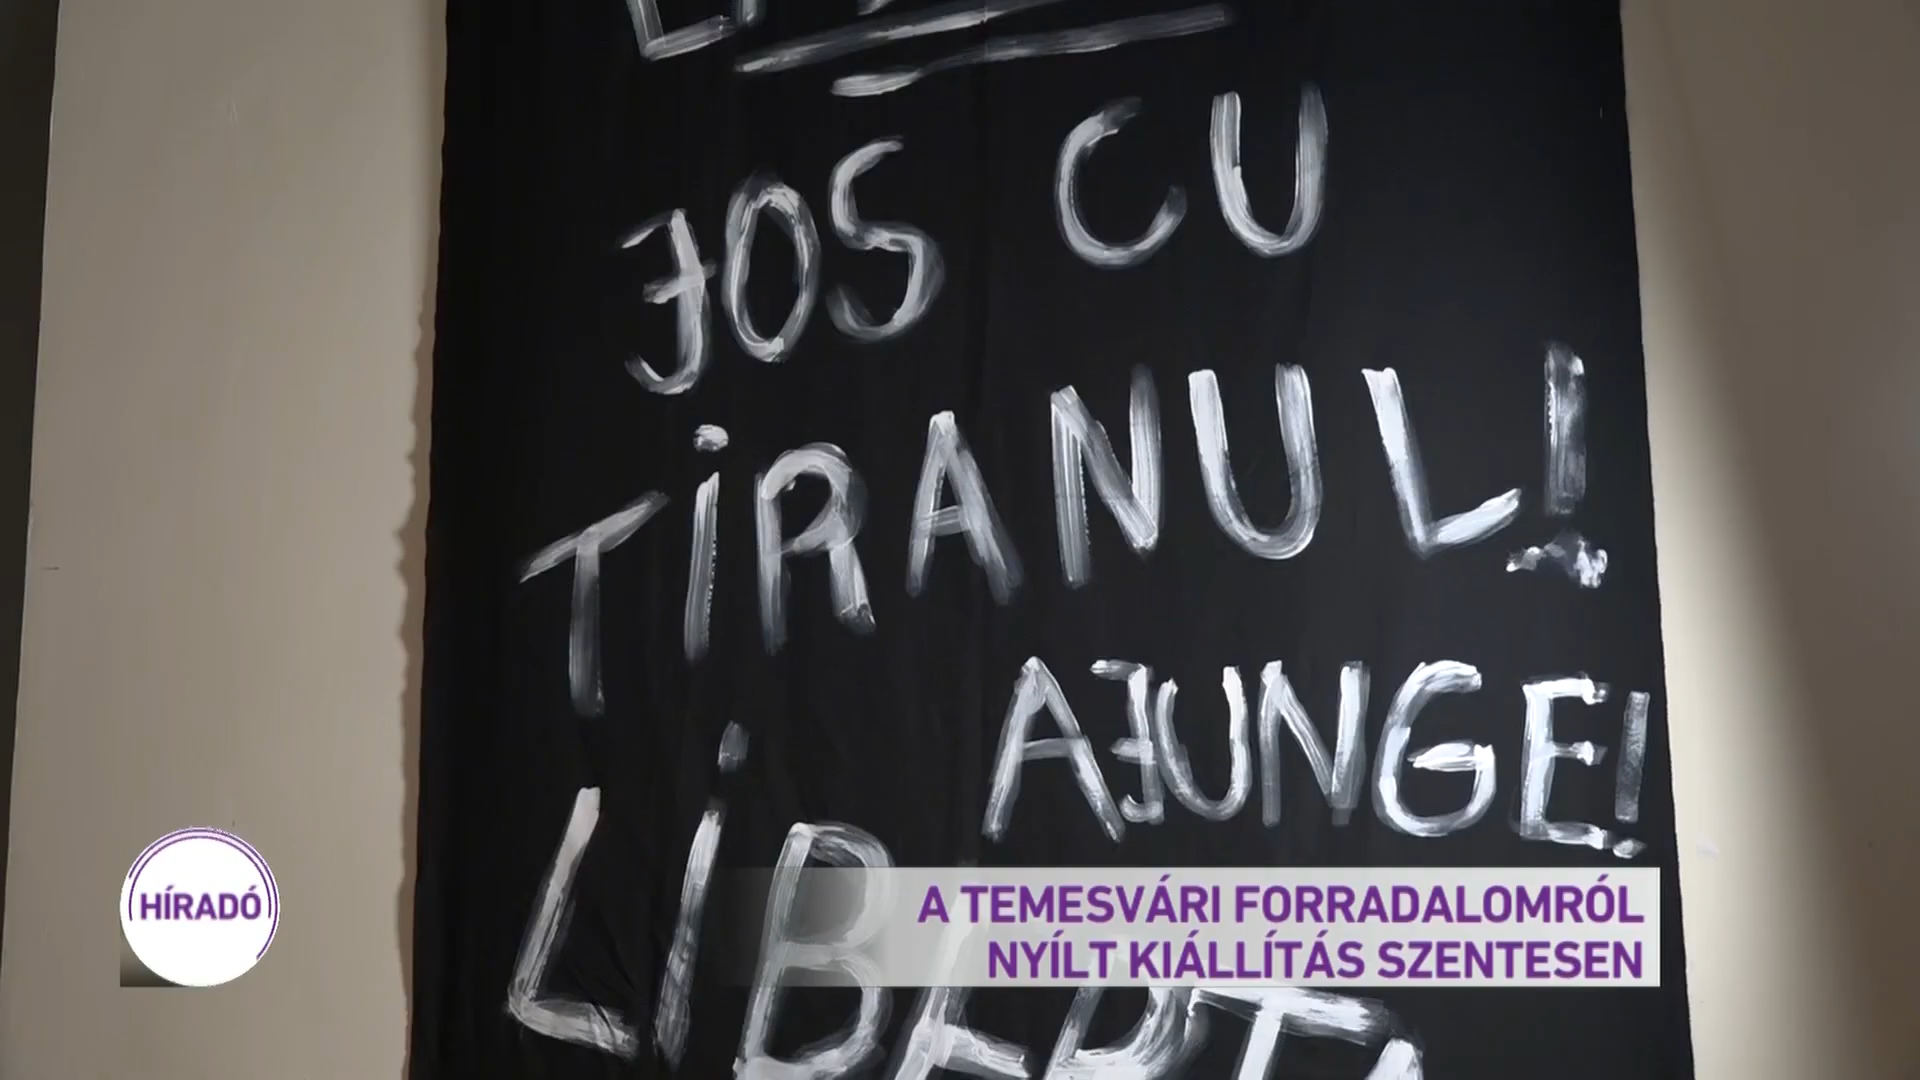 JOS CU
TiRANUL!
AJUNGE!
HÍRADÓ
A TEMESVÁRI FORRADALOMRÓL
NYÍLT KIÁLLÍTÁS SZENTESEN